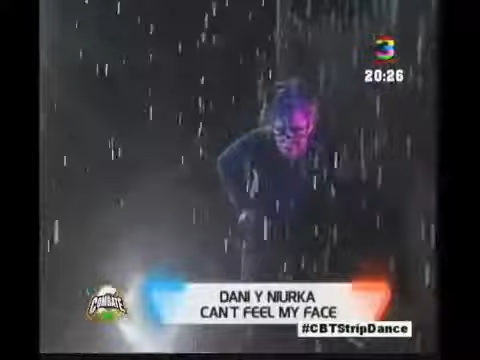 3
20:26
COMBATE
DANI Y NIURKA
CAN'T FEEL MY FACE
#CBTStripDance